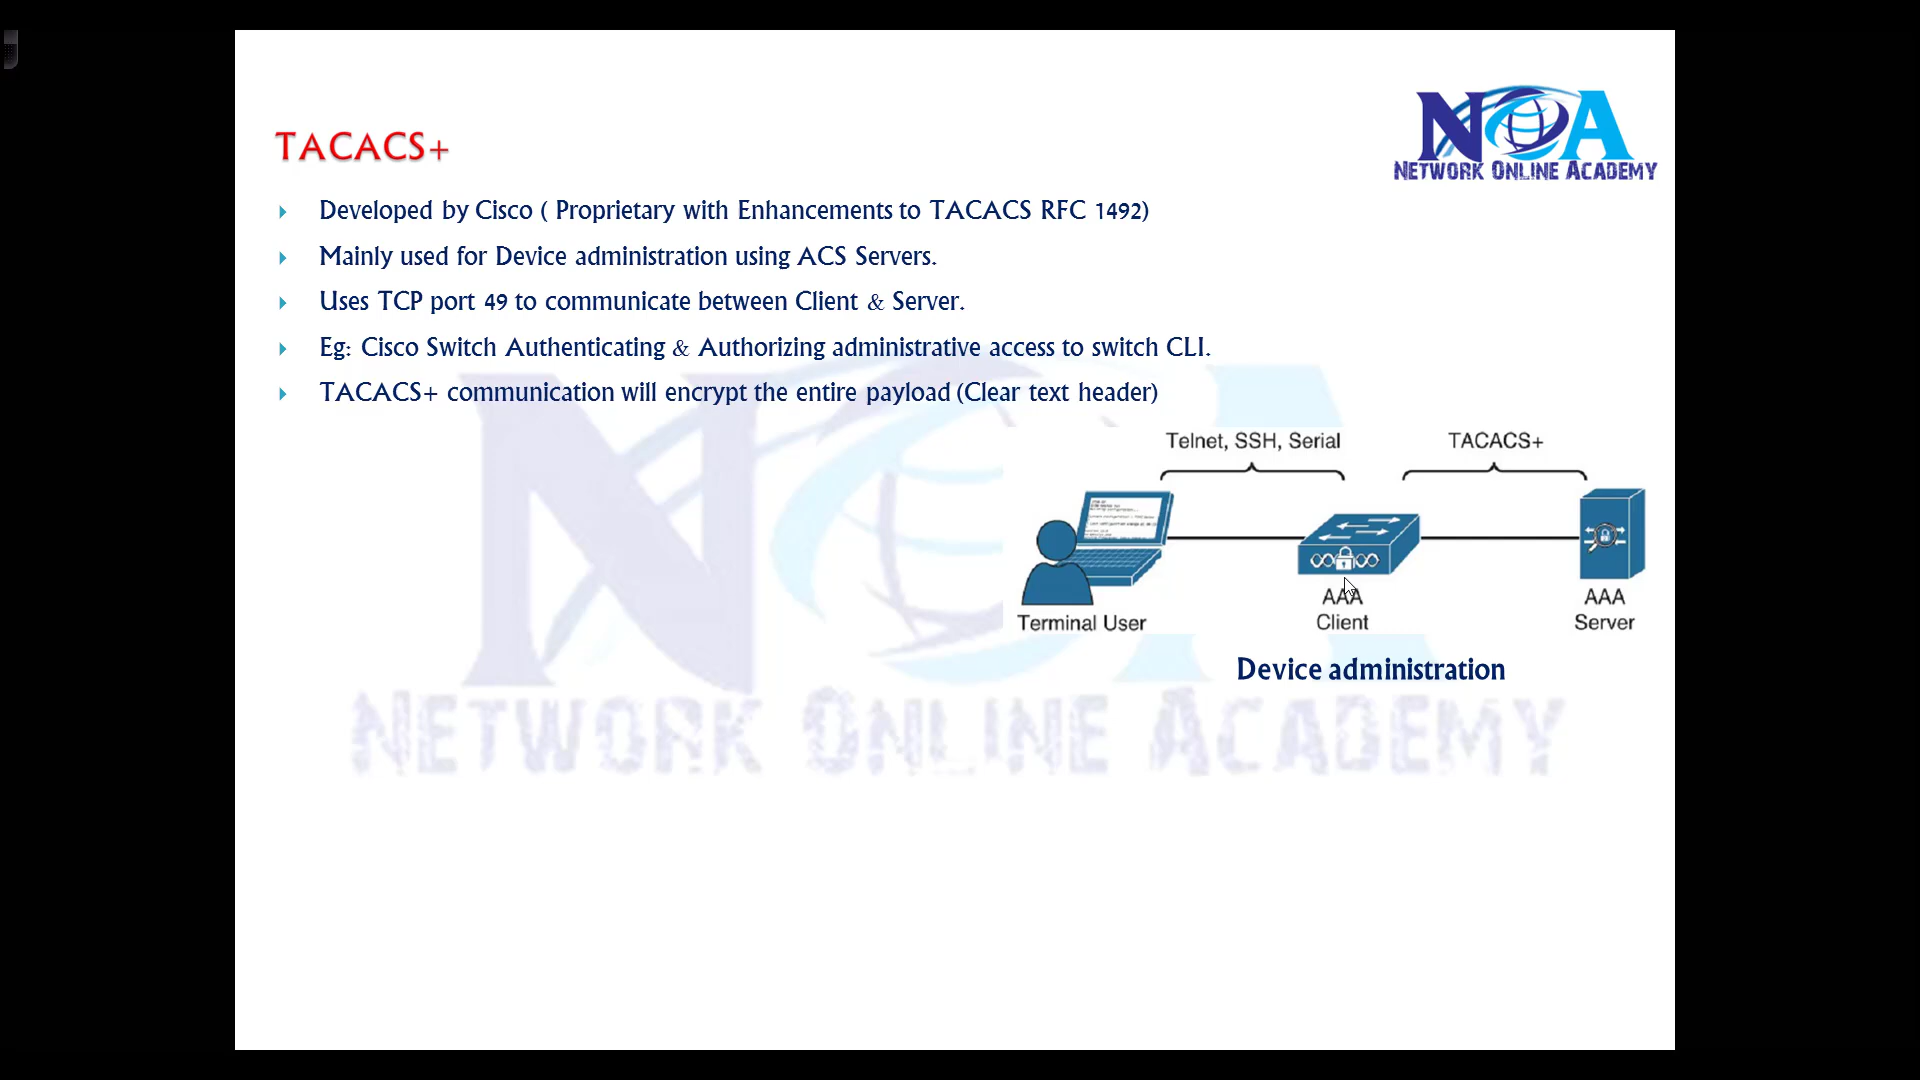 NOA
NETWORK ONLINE ACADEMY
TACACS+
Developed by Cisco ( Proprietary with Enhancements to TACACS RFC 1492)
Mainly used for Device administration using ACS Servers.
Uses TCP port 49 to communicate between Client & Server.
Eg: Cisco Switch Authenticating & Authorizing administrative access to switch CLI.
TACACS+ communication will encrypt the entire payload (Clear text header)
Telnet, SSH, Serial
TACACS+
Terminal User
AAA
Client
AAA
Server
Device administration
NOA
NETWORK ONLINE ACADEMY